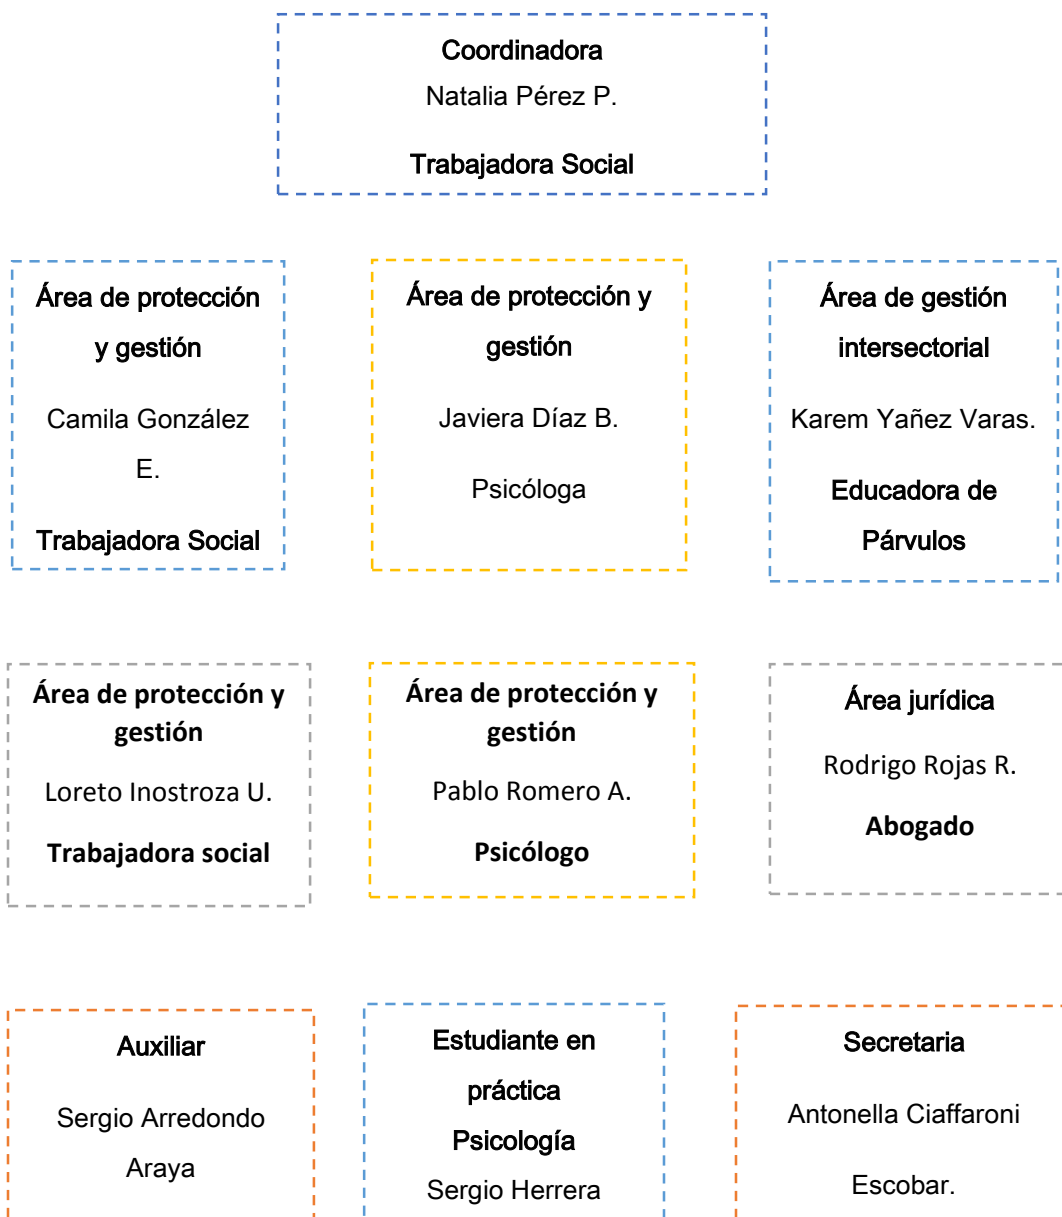 Coordinadora
Natalia Pérez P.
Trabajadora Social
Área de protección
y gestión
Camila González
E.
Trabajadora Social
Área de protección y
gestión
Javiera Díaz B.
Psicóloga
Área de gestión
intersectorial
Karem Yañez Varas.
Educadora de
Párvulos
Área de protección y
gestión
Loreto Inostroza U.
Trabajadora social
Área de protección y
gestión
Pablo Romero A.
Psicólogo
Área jurídica
Rodrigo Rojas R.
Abogado
Auxiliar
Sergio Arredondo
Araya
Estudiante en
práctica
Psicología
Sergio Herrera
Secretaria
Antonella Ciaffaroni
Escobar.